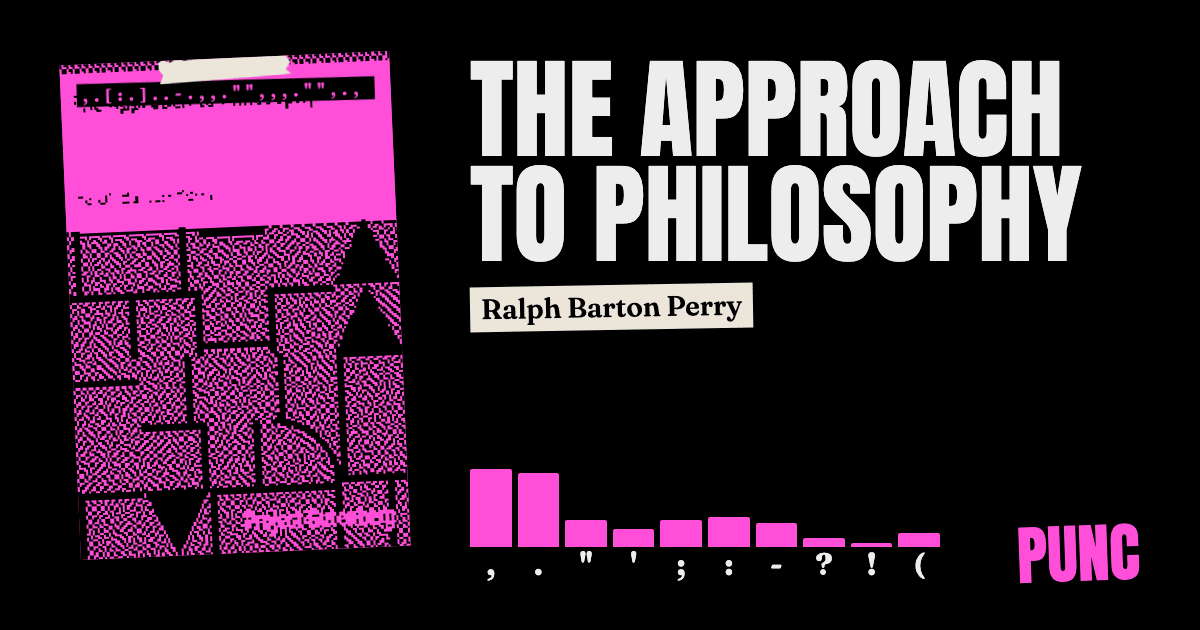 ,.[:.]..-.,,."",,,."",.,
THE APPROACH
TO PHILOSOPHY
Ralph Barton Perry
, . " ' ; : - ? ! (
PUNC